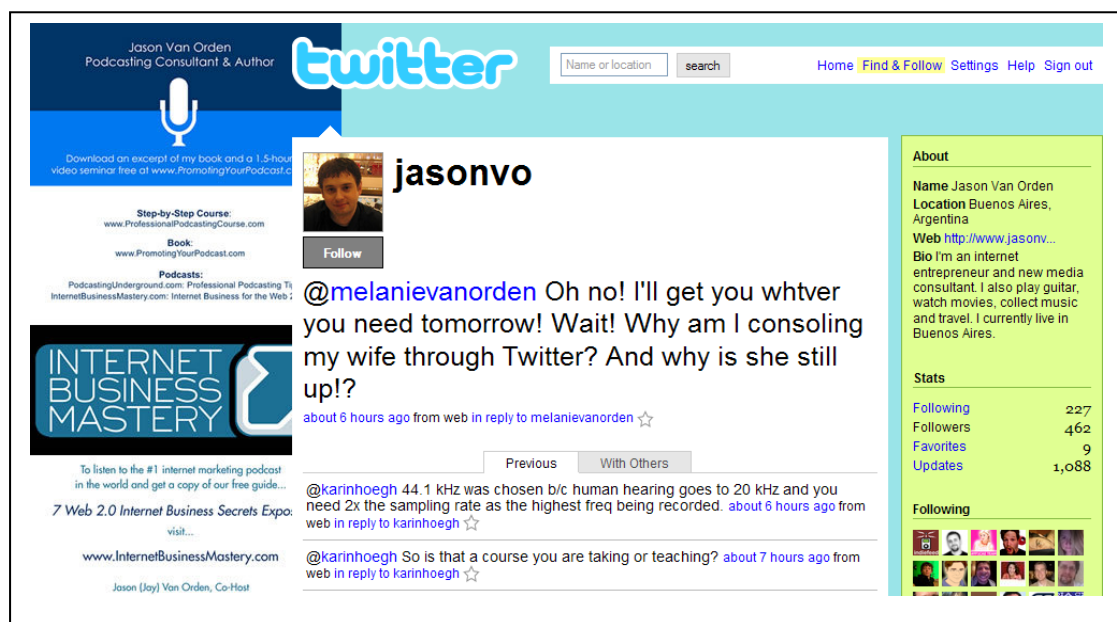 Jason Van Orden
Podcasting Consultant & Author
Download an excerpt of my book and a 1.5-hour
video seminar free at www.PromotingYourPodcast.c
Step-by-Step Course:
www.ProfessionalPodcastingCourse.com
Book:
www.PromotingYourPodcast.com
Podcasts:
PodcastingUnderground.com: Professional Podcasting Ti
InternetBusinessMastery.com: Internet Business for the Web 2
INTERNET
BUSINESS
MASTERY
To listen to the #1 internet marketing podcast
in the world and get a copy of our free guide...
7 Web 2.0 Internet Business Secrets Expo
visit...
www.InternetBusinessMastery.com
Jason (Jay) Van Orden, Co-Host
twitter
Name or location
search
Home Find & Follow Settings Help Sign out
jasonvo
Follow
@melanievanorden Oh no! I'll get you whtver
you need tomorrow! Wait! Why am I consoling
my wife through Twitter? And why is she still
up!?
about 6 hours ago from web in reply to melanievanorden
Previous With Others
@karinhoegh 44.1 kHz was chosen b/c human hearing goes to 20 kHz and you
need 2x the sampling rate as the highest freq being recorded. about 6 hours ago from
web in reply to karinhoegh
@karinhoegh So is that a course you are taking or teaching? about 7 hours ago from
web in reply to karinhoegh
About
Name Jason Van Orden
Location Buenos Aires,
Argentina
Web http://www.jasonv...
Bio I'm an internet
entrepreneur and new media
consultant. I also play guitar,
watch movies, collect music
and travel. I currently live in
Buenos Aires.
Stats
Following 227
Followers 462
Favorites 9
Updates 1,088
Following